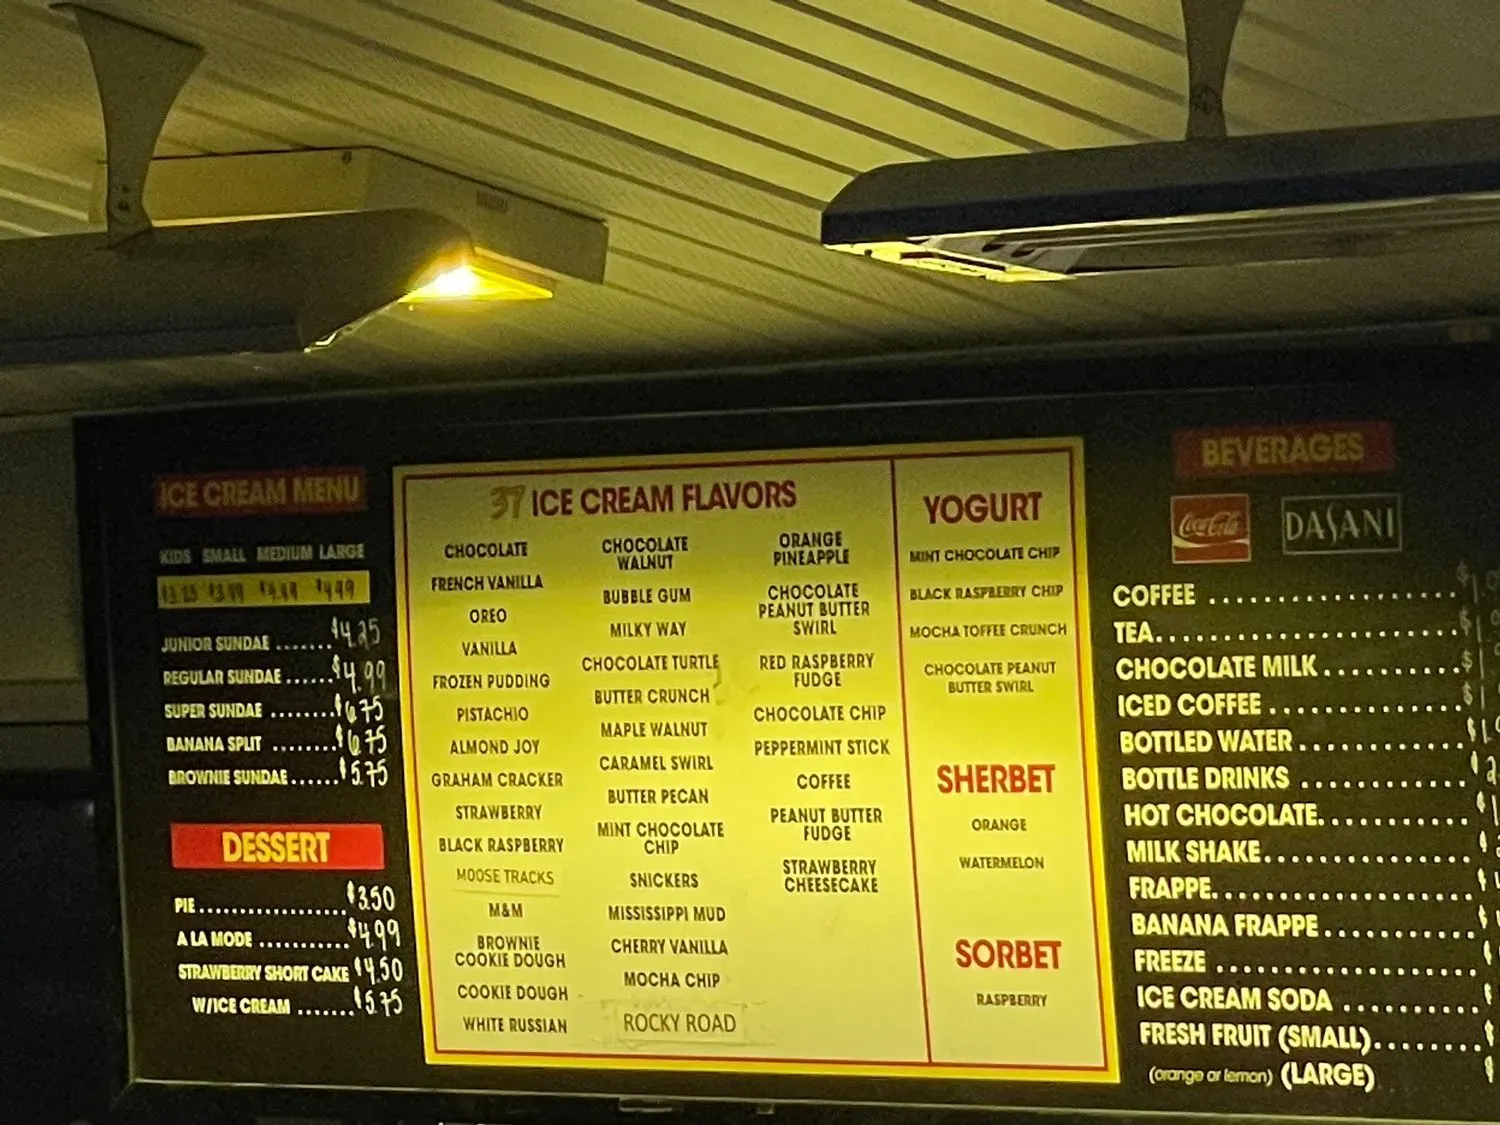 ICE CREAM MENU
KIDS SMALL MEDIUM LARGE
$3.25 $3.99 $4.49 $4.99
JUNIOR SUNDAE ....... $4.25
REGULAR SUNDAE ...... $4.99
SUPER SUNDAE ........ $6.75
BANANA SPLIT ........ $6.75
BROWNIE SUNDAE ...... $5.75
DESSERT
PIE .................. $3.50
A LA MODE ........... $4.99
STRAWBERRY SHORT CAKE $4.50
W/ICE CREAM ....... $5.75
37 ICE CREAM FLAVORS
CHOCOLATE
FRENCH VANILLA
OREO
VANILLA
FROZEN PUDDING
PISTACHIO
ALMOND JOY
GRAHAM CRACKER
STRAWBERRY
BLACK RASPBERRY
MOOSE TRACKS
M&M
BROWNIE
COOKIE DOUGH
COOKIE DOUGH
WHITE RUSSIAN
CHOCOLATE
WALNUT
BUBBLE GUM
MILKY WAY
CHOCOLATE TURTLE
BUTTER CRUNCH
MAPLE WALNUT
CARAMEL SWIRL
BUTTER PECAN
MINT CHOCOLATE
CHIP
SNICKERS
MISSISSIPPI MUD
CHERRY VANILLA
MOCHA CHIP
ROCKY ROAD
ORANGE
PINEAPPLE
CHOCOLATE
PEANUT BUTTER
SWIRL
RED RASPBERRY
FUDGE
CHOCOLATE CHIP
PEPPERMINT STICK
COFFEE
PEANUT BUTTER
FUDGE
STRAWBERRY
CHEESECAKE
YOGURT
MINT CHOCOLATE CHIP
BLACK RASPBERRY CHIP
MOCHA TOFFEE CRUNCH
CHOCOLATE PEANUT
BUTTER SWIRL
SHERBET
ORANGE
WATERMELON
SORBET
RASPBERRY
BEVERAGES
Coca-Cola DASANI
COFFEE ....................
TEA ........................
CHOCOLATE MILK ...........
ICED COFFEE ................
BOTTLED WATER .............
BOTTLE DRINKS .............
HOT CHOCOLATE ............
MILK SHAKE ................
FRAPPE .....................
BANANA FRAPPE ............
FREEZE ....................
ICE CREAM SODA ..........
FRESH FRUIT (SMALL) ........
(orange or lemon) (LARGE)